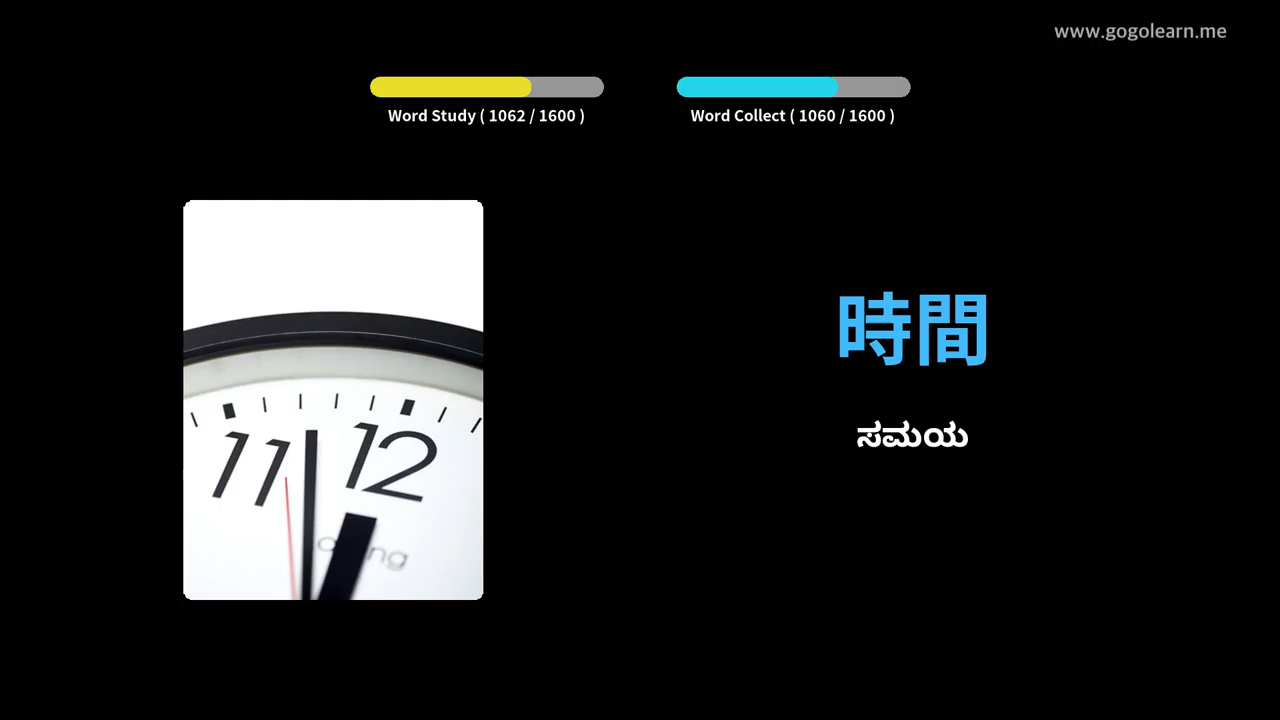 www.gogolearn.me
Word Study ( 1062 / 1600 )
Word Collect ( 1060 / 1600 )
11
12
時間
ಸಮಯ